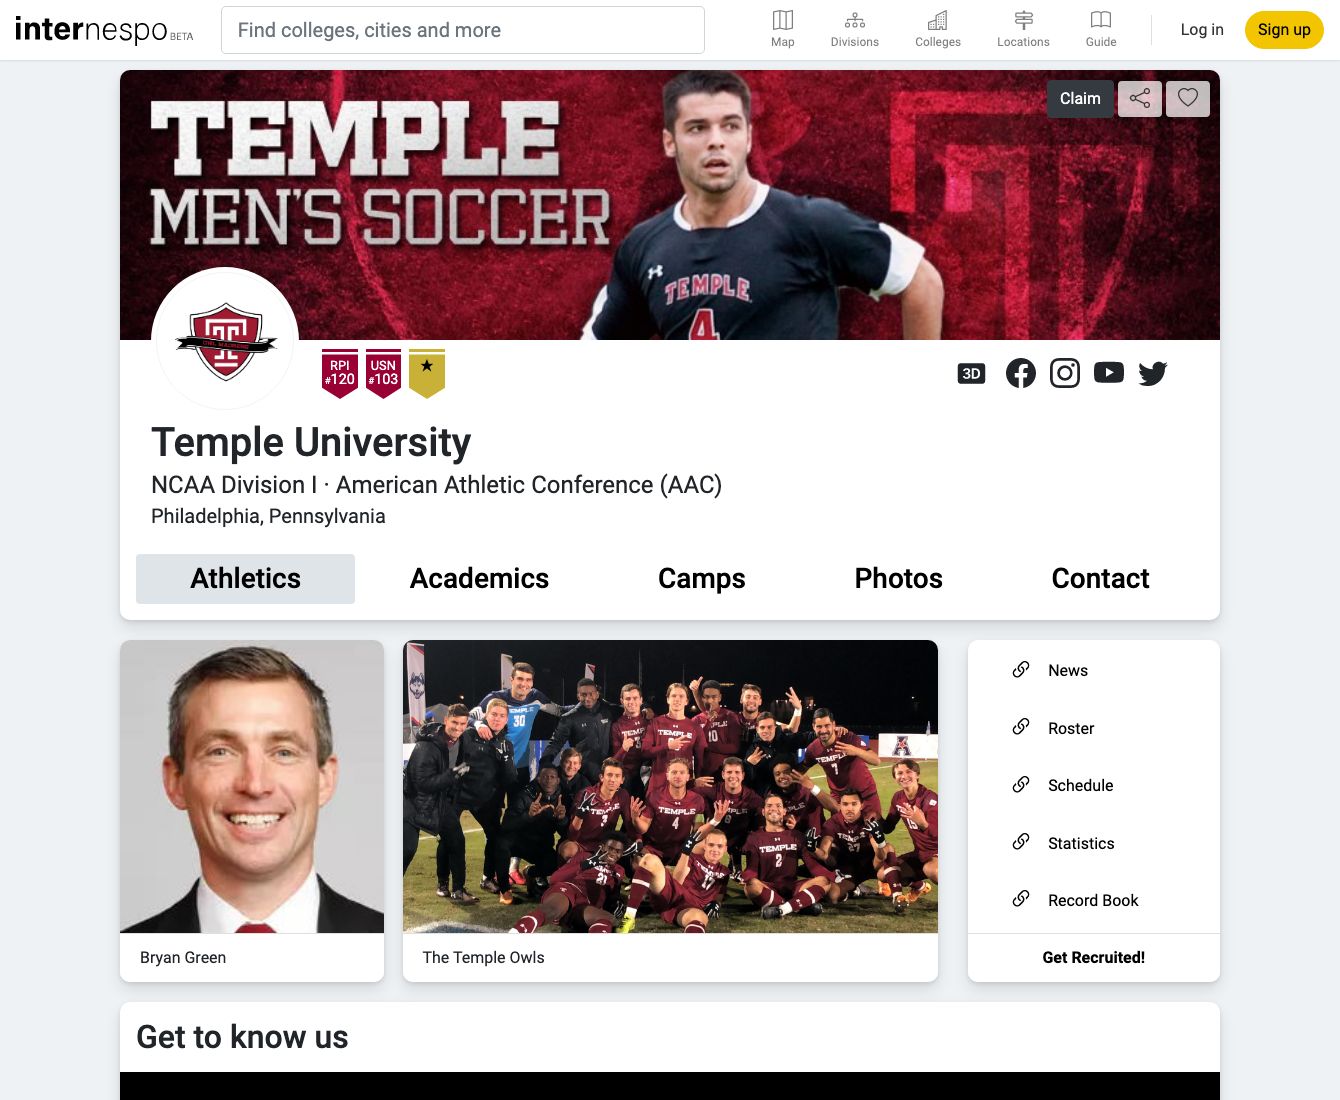 internespo BETA
Find colleges, cities and more
Map
Divisions
Colleges
Locations
Guide
Log in
Sign up
TEMPLE
MEN'S SOCCER
Claim
TEMPLE
4
RPI
#120
USN
#103
3D
Temple University
NCAA Division I · American Athletic Conference (AAC)
Philadelphia, Pennsylvania
Athletics
Academics
Camps
Photos
Contact
Bryan Green
The Temple Owls
News
Roster
Schedule
Statistics
Record Book
Get Recruited!
Get to know us